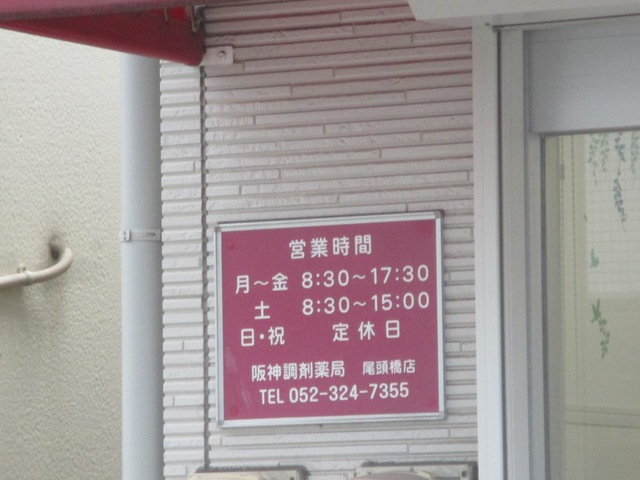 営業時間
月～金 8:30～17:30
土 8:30～15:00
日・祝 定休日
阪神調剤薬局 尾頭橋店
TEL 052-324-7355